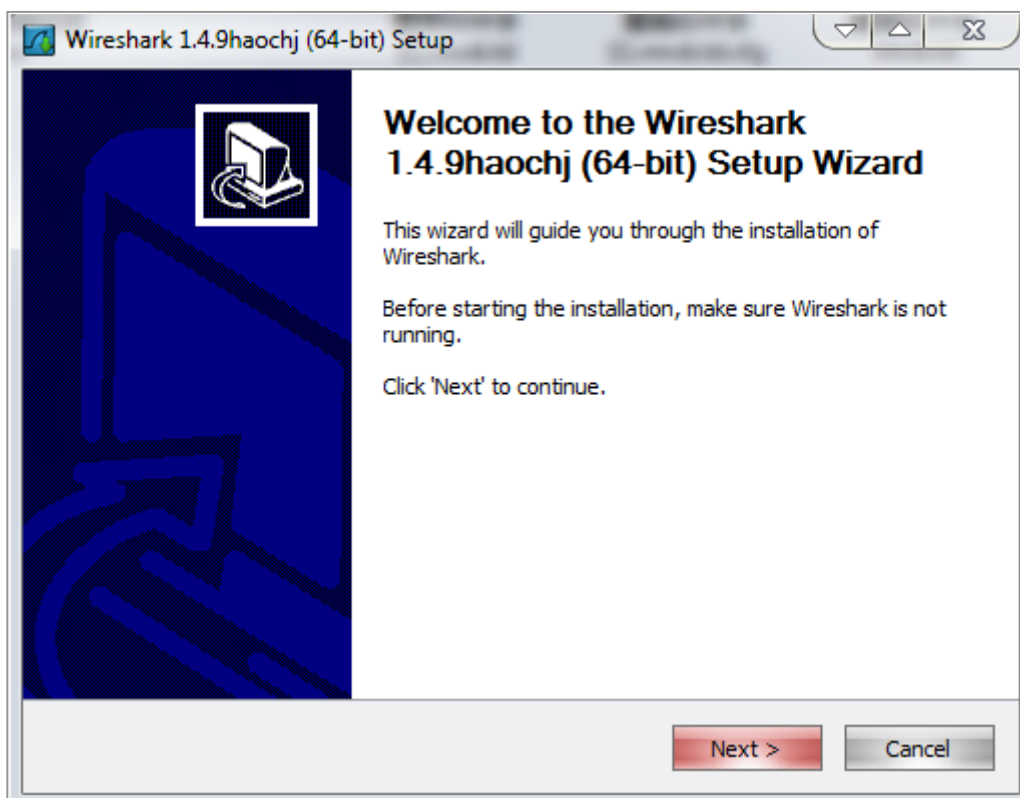 Wireshark 1.4.9haochj (64-bit) Setup
Welcome to the Wireshark
1.4.9haochj (64-bit) Setup Wizard
This wizard will guide you through the installation of
Wireshark.
Before starting the installation, make sure Wireshark is not
running.
Click 'Next' to continue.
Next >
Cancel